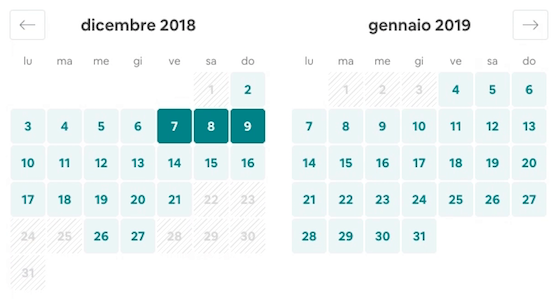 dicembre 2018
lu ma me gi ve sa do
1 2
3 4 5 6 7 8 9
10 11 12 13 14 15 16
17 18 19 20 21 22 23
24 25 26 27 28 29 30
31
gennaio 2019
lu ma me gi ve sa do
1 2 3 4 5 6
7 8 9 10 11 12 13
14 15 16 17 18 19 20
21 22 23 24 25 26 27
28 29 30 31